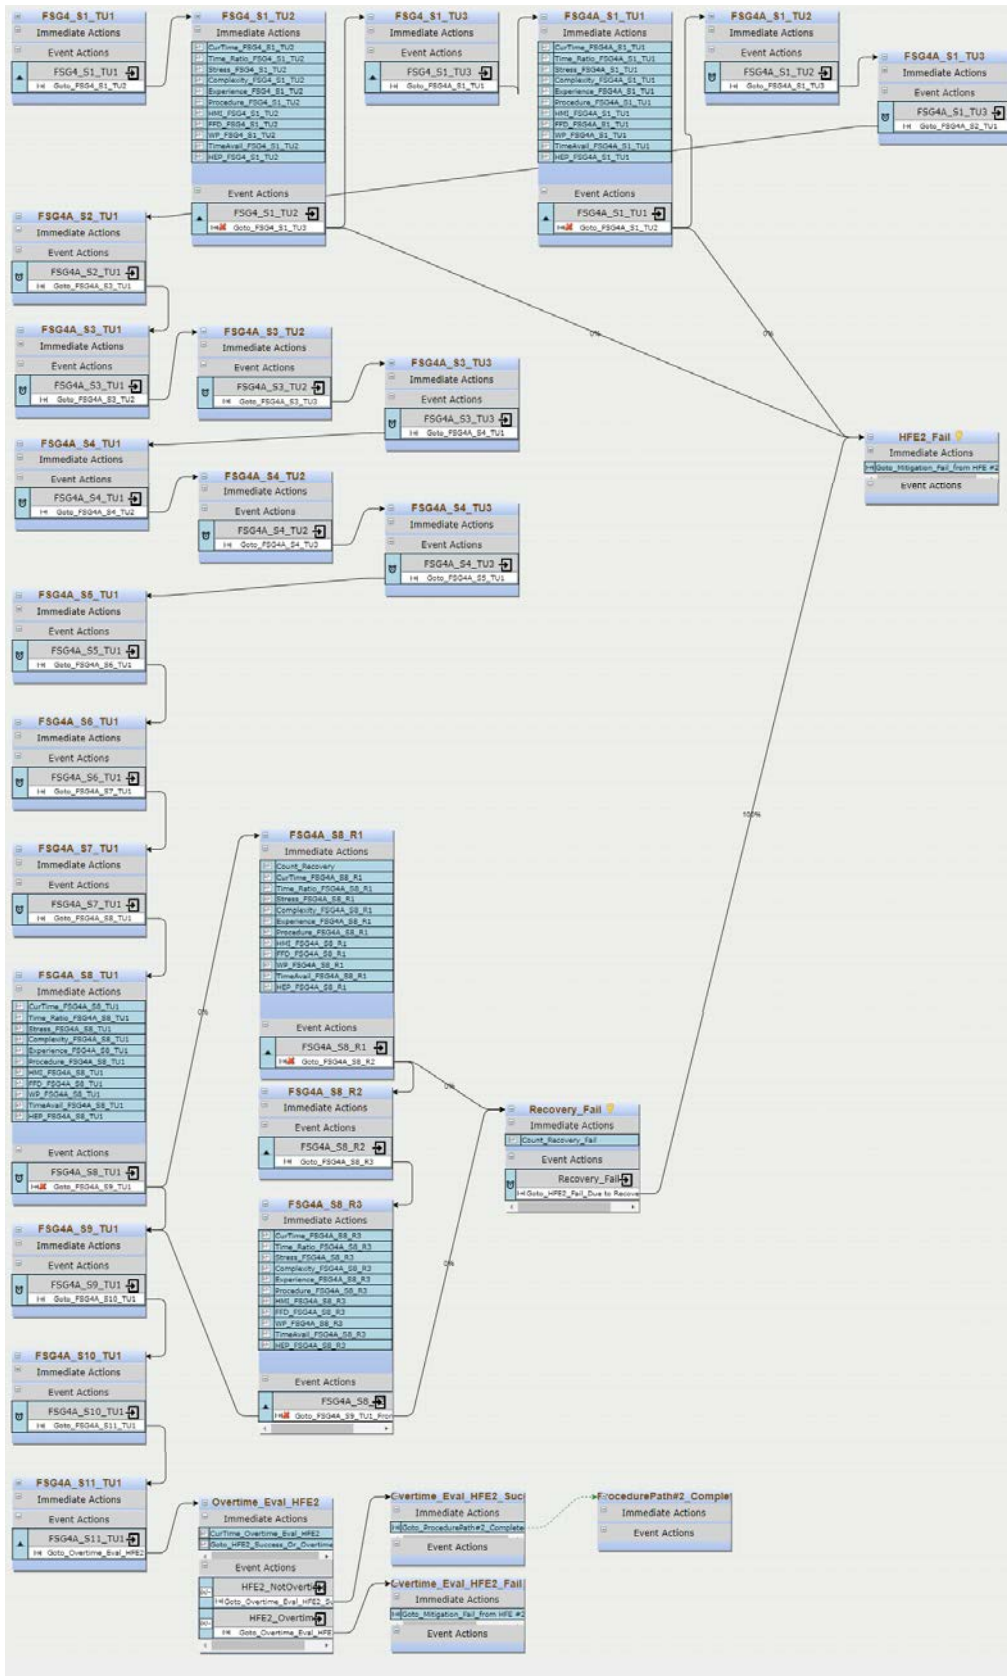 FSG4_S1_TU1
Immediate Actions
Event Actions
FSG4_S1_TU1
Goto_FSG4_S1_TU2
FSG4_S1_TU2
Immediate Actions
CurTime_FSG4_S1_TU2
Time_Ratio_FSG4_S1_TU2
Stress_FSG4_S1_TU2
Complexity_FSG4_S1_TU2
Experience_FSG4_S1_TU2
Procedure_FSG4_S1_TU2
HMI_FSG4_S1_TU2
FFD_FSG4_S1_TU2
WP_FSG4_S1_TU2
TimeAvail_FSG4_S1_TU2
HEP_FSG4_S1_TU2
Event Actions
FSG4_S1_TU2
Goto_FSG4_S1_TU3
FSG4_S1_TU3
Immediate Actions
Event Actions
FSG4_S1_TU3
Goto_FSG4A_S1_TU1
FSG4A_S1_TU1
Immediate Actions
CurTime_FSG4A_S1_TU1
Time_Ratio_FSG4A_S1_TU1
Stress_FSG4A_S1_TU1
Complexity_FSG4A_S1_TU1
Experience_FSG4A_S1_TU1
Procedure_FSG4A_S1_TU1
HMI_FSG4A_S1_TU1
FFD_FSG4A_S1_TU1
WP_FSG4A_S1_TU1
TimeAvail_FSG4A_S1_TU1
HEP_FSG4A_S1_TU1
Event Actions
FSG4A_S1_TU1
Goto_FSG4A_S1_TU2
FSG4A_S1_TU2
Immediate Actions
Event Actions
FSG4A_S1_TU2
Goto_FSG4A_S1_TU3
FSG4A_S1_TU3
Immediate Actions
Event Actions
FSG4A_S1_TU3
Goto_FSG4A_S2_TU1
FSG4A_S2_TU1
Immediate Actions
Event Actions
FSG4A_S2_TU1
Goto_FSG4A_S3_TU1
FSG4A_S3_TU1
Immediate Actions
Event Actions
FSG4A_S3_TU1
Goto_FSG4A_S3_TU2
FSG4A_S3_TU2
Immediate Actions
Event Actions
FSG4A_S3_TU2
Goto_FSG4A_S3_TU3
FSG4A_S3_TU3
Immediate Actions
Event Actions
FSG4A_S3_TU3
Goto_FSG4A_S4_TU1
0%
0%
HFE2_Fail
Immediate Actions
Goto_Mitigation_Fail_from HFE #2
Event Actions
FSG4A_S4_TU1
Immediate Actions
Event Actions
FSG4A_S4_TU1
Goto_FSG4A_S4_TU2
FSG4A_S4_TU2
Immediate Actions
Event Actions
FSG4A_S4_TU2
Goto_FSG4A_S4_TU3
FSG4A_S4_TU3
Immediate Actions
Event Actions
FSG4A_S4_TU3
Goto_FSG4A_S5_TU1
FSG4A_S5_TU1
Immediate Actions
Event Actions
FSG4A_S5_TU1
Goto_FSG4A_S6_TU1
FSG4A_S6_TU1
Immediate Actions
Event Actions
FSG4A_S6_TU1
Goto_FSG4A_S7_TU1
100%
FSG4A_S7_TU1
Immediate Actions
Event Actions
FSG4A_S7_TU1
Goto_FSG4A_S8_TU1
FSG4A_S8_TU1
Immediate Actions
CurTime_FSG4A_S8_TU1
Time_Ratio_FSG4A_S8_TU1
Stress_FSG4A_S8_TU1
Complexity_FSG4A_S8_TU1
Experience_FSG4A_S8_TU1
Procedure_FSG4A_S8_TU1
HMI_FSG4A_S8_TU1
FFD_FSG4A_S8_TU1
WP_FSG4A_S8_TU1
TimeAvail_FSG4A_S8_TU1
HEP_FSG4A_S8_TU1
Event Actions
FSG4A_S8_TU1
Goto_FSG4A_S9_TU1
0%
FSG4A_S8_R1
Immediate Actions
Count_Recovery
CurTime_FSG4A_S8_R1
Time_Ratio_FSG4A_S8_R1
Stress_FSG4A_S8_R1
Complexity_FSG4A_S8_R1
Experience_FSG4A_S8_R1
Procedure_FSG4A_S8_R1
HMI_FSG4A_S8_R1
FFD_FSG4A_S8_R1
WP_FSG4A_S8_R1
TimeAvail_FSG4A_S8_R1
HEP_FSG4A_S8_R1
Event Actions
FSG4A_S8_R1
Goto_FSG4A_S8_R2
0%
FSG4A_S8_R2
Immediate Actions
Event Actions
FSG4A_S8_R2
Goto_FSG4A_S8_R3
Recovery_Fail
Immediate Actions
Count_Recovery_Fail
Event Actions
Recovery_Fail
Goto_HFE2_Fail_Due to Recove
FSG4A_S8_R3
Immediate Actions
CurTime_FSG4A_S8_R3
Time_Ratio_FSG4A_S8_R3
Stress_FSG4A_S8_R3
Complexity_FSG4A_S8_R3
Experience_FSG4A_S8_R3
Procedure_FSG4A_S8_R3
HMI_FSG4A_S8_R3
FFD_FSG4A_S8_R3
WP_FSG4A_S8_R3
TimeAvail_FSG4A_S8_R3
HEP_FSG4A_S8_R3
Event Actions
FSG4A_S8_
Goto_FSG4A_S9_TU1_Fror
0%
FSG4A_S9_TU1
Immediate Actions
Event Actions
FSG4A_S9_TU1
Goto_FSG4A_S10_TU1
FSG4A_S10_TU1
Immediate Actions
Event Actions
FSG4A_S10_TU1
Goto_FSG4A_S11_TU1
FSG4A_S11_TU1
Immediate Actions
Event Actions
FSG4A_S11_TU1
Goto_Overtime_Eval_HFE2
Overtime_Eval_HFE2
Immediate Actions
CurTime_Overtime_Eval_HFE2
Goto_HFE2_Success_Or_Overtime
Event Actions
HFE2_NotOverti
Goto_Overtime_Eval_HFE2_Su
HFE2_Overtim
Goto_Overtime_Eval_HFE
Overtime_Eval_HFE2_Suc
Immediate Actions
Goto_ProcedurePath#2_Complete
Event Actions
ProcedurePath#2_Complet
Immediate Actions
Event Actions
Overtime_Eval_HFE2_Fail
Immediate Actions
Goto_Mitigation_Fail_from HFE #2
Event Actions